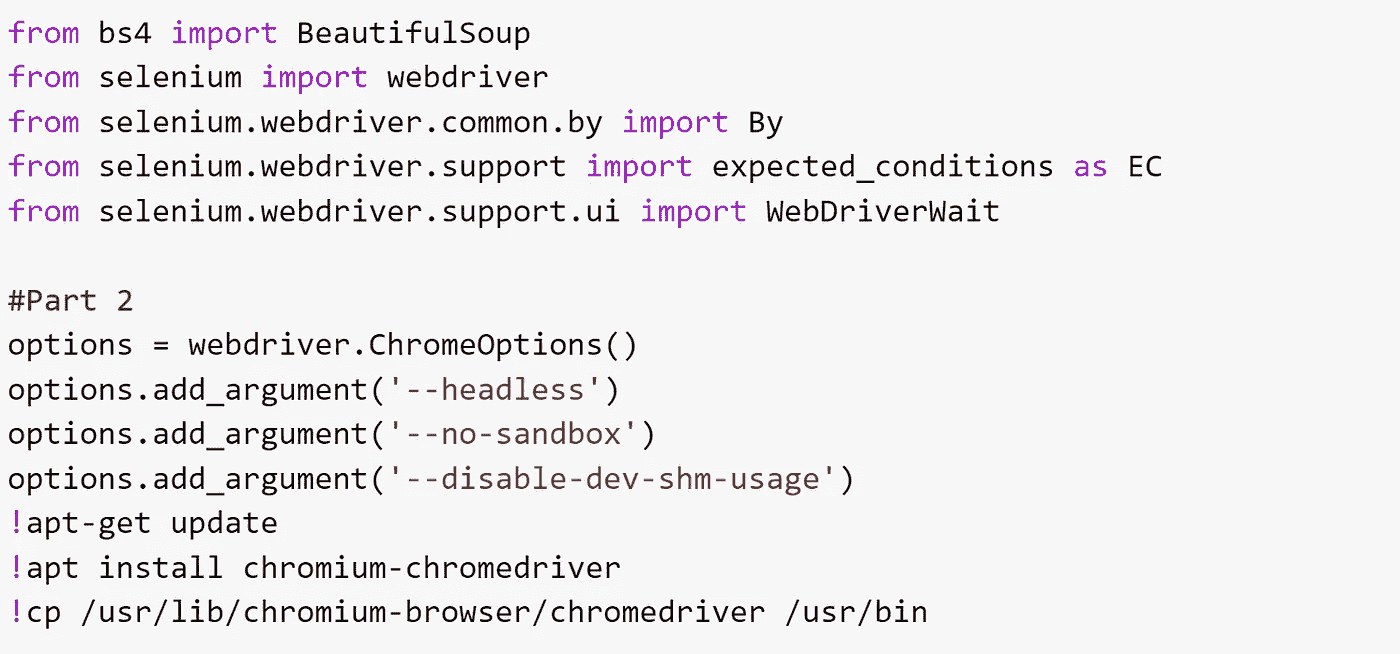 from bs4 import BeautifulSoup
from selenium import webdriver
from selenium.webdriver.common.by import By
from selenium.webdriver.support import expected_conditions as EC
from selenium.webdriver.support.ui import WebDriverWait
#Part 2
options = webdriver.ChromeOptions()
options.add_argument('--headless')
options.add_argument('--no-sandbox')
options.add_argument('--disable-dev-shm-usage')
!apt-get update
!apt install chromium-chromedriver
!cp /usr/lib/chromium-browser/chromedriver /usr/bin